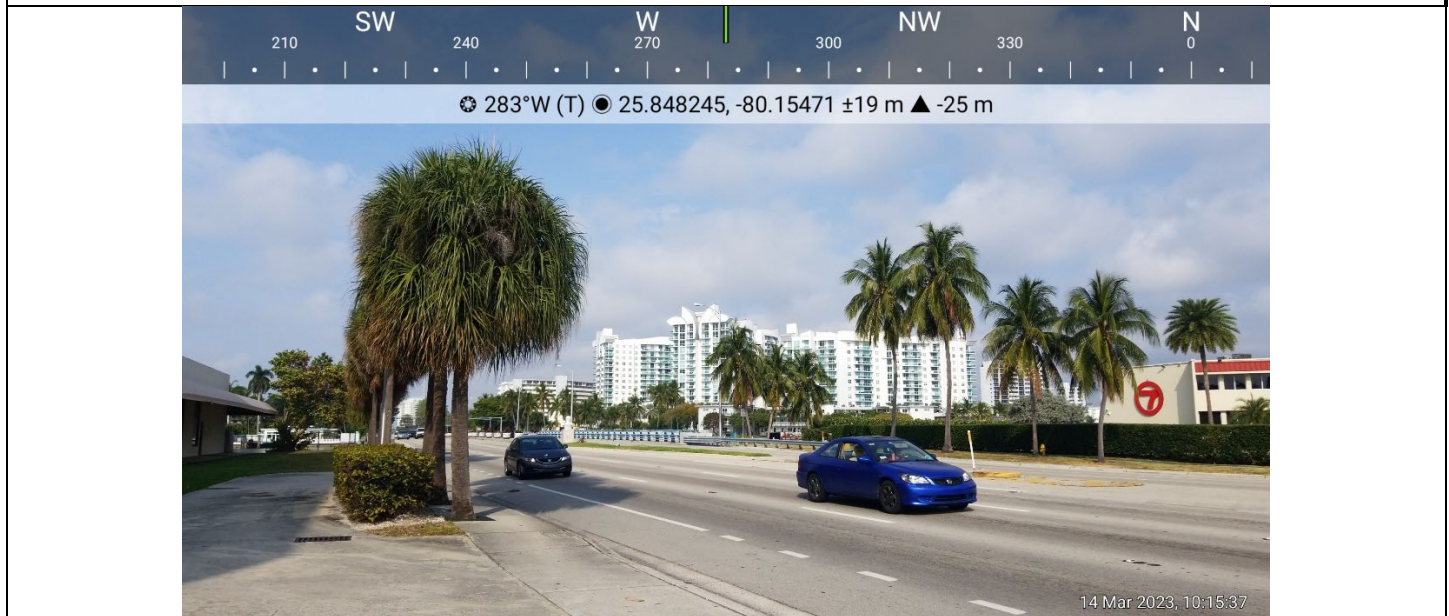 SW W NW N
210 240 270 300 330 0
283°W (T) 25.848245, -80.15471 ±19 m ▲ -25 m
7
14 Mar 2023, 10:15:37